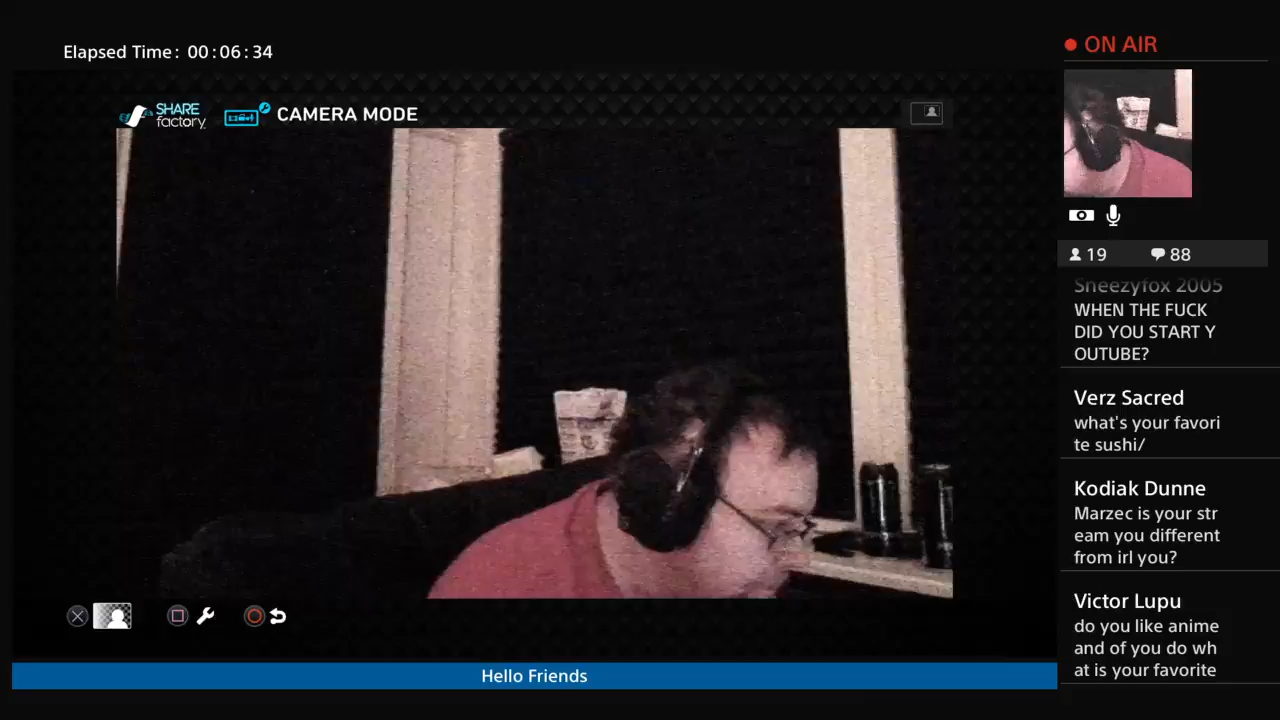 Elapsed Time: 00:06:34
ON AIR
SHARE
factory
CAMERA MODE
19
88
Sneezyfox 2005
WHEN THE FUCK
DID YOU START Y
OUTUBE?
Verz Sacred
what's your favori
te sushi/
Kodiak Dunne
Marzec is your str
eam you different
from irl you?
Victor Lupu
do you like anime
and of you do wh
at is your favorite
Hello Friends